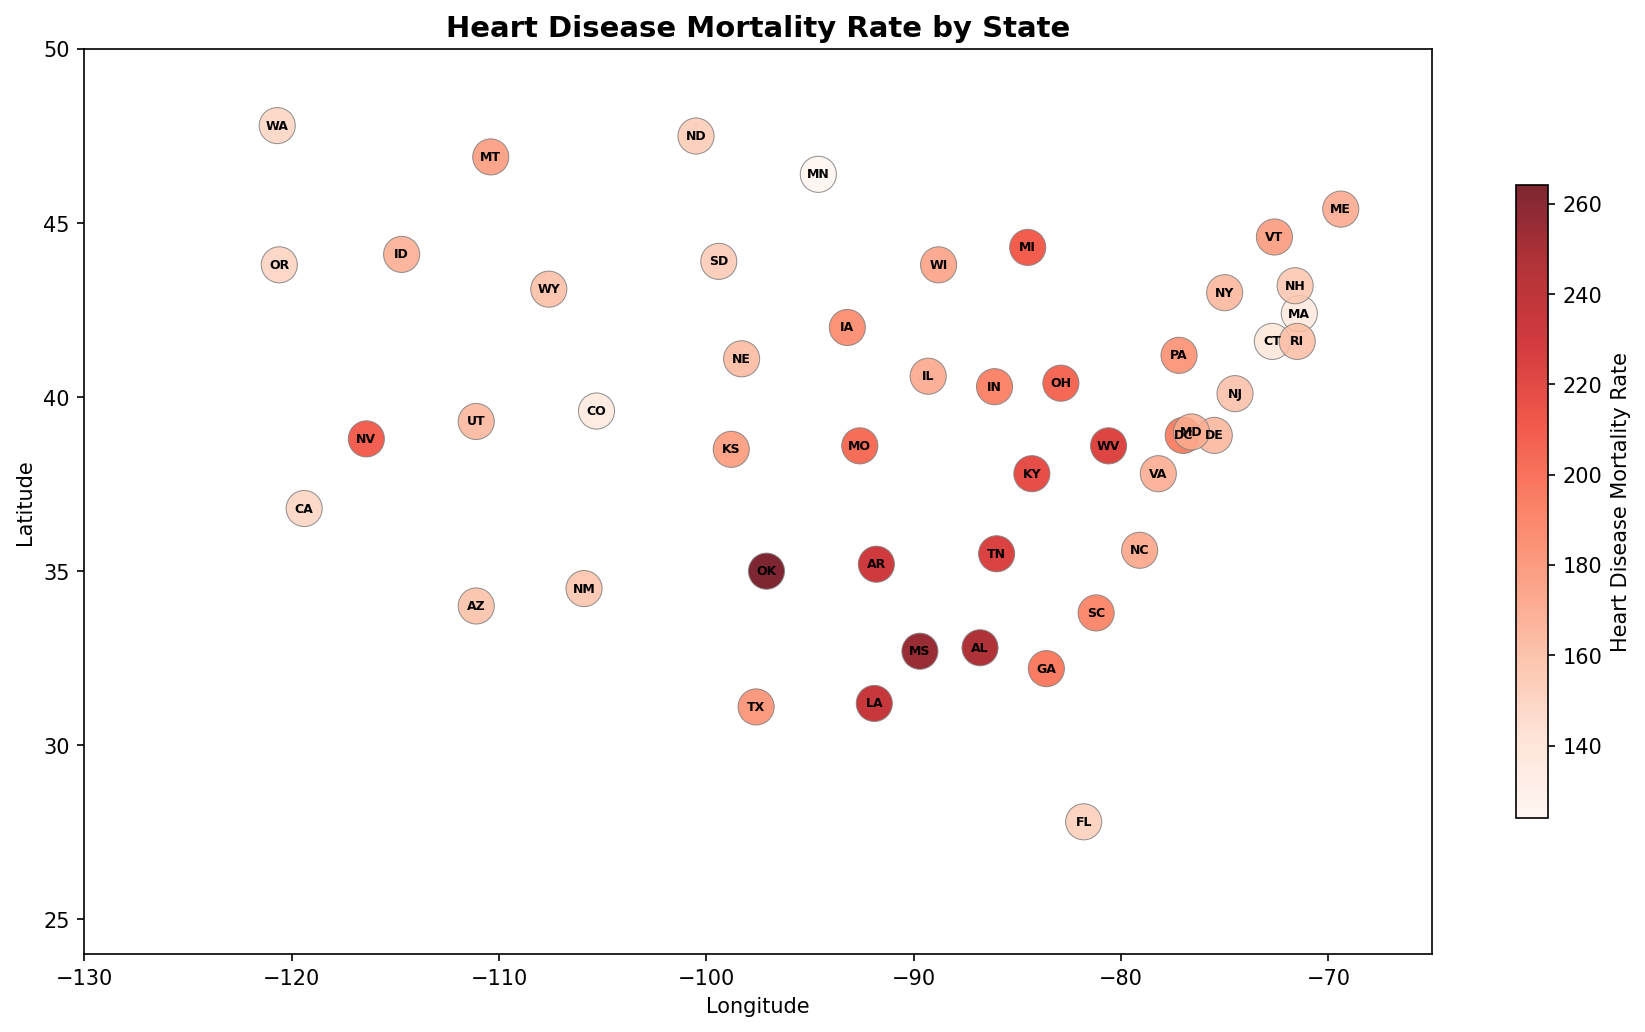 Heart Disease Mortality Rate by State
50
WA
ND
MT
MN
ME
45
VT
MI
ID
OR
SD
WI
WY
NY
NH
MA
IA
CT
RI
NE
PA
IL
IN
OH
NJ
40
CO
UT
NV
MO
WV
DC
MD
DE
KS
KY
VA
CA
NC
TN
AR
35
OK
NM
AZ
SC
MS
AL
GA
TX
LA
30
FL
25
−130
−120
−110
−100
−90
−80
−70
Longitude
Latitude
260
240
220
200
180
160
140
Heart Disease Mortality Rate